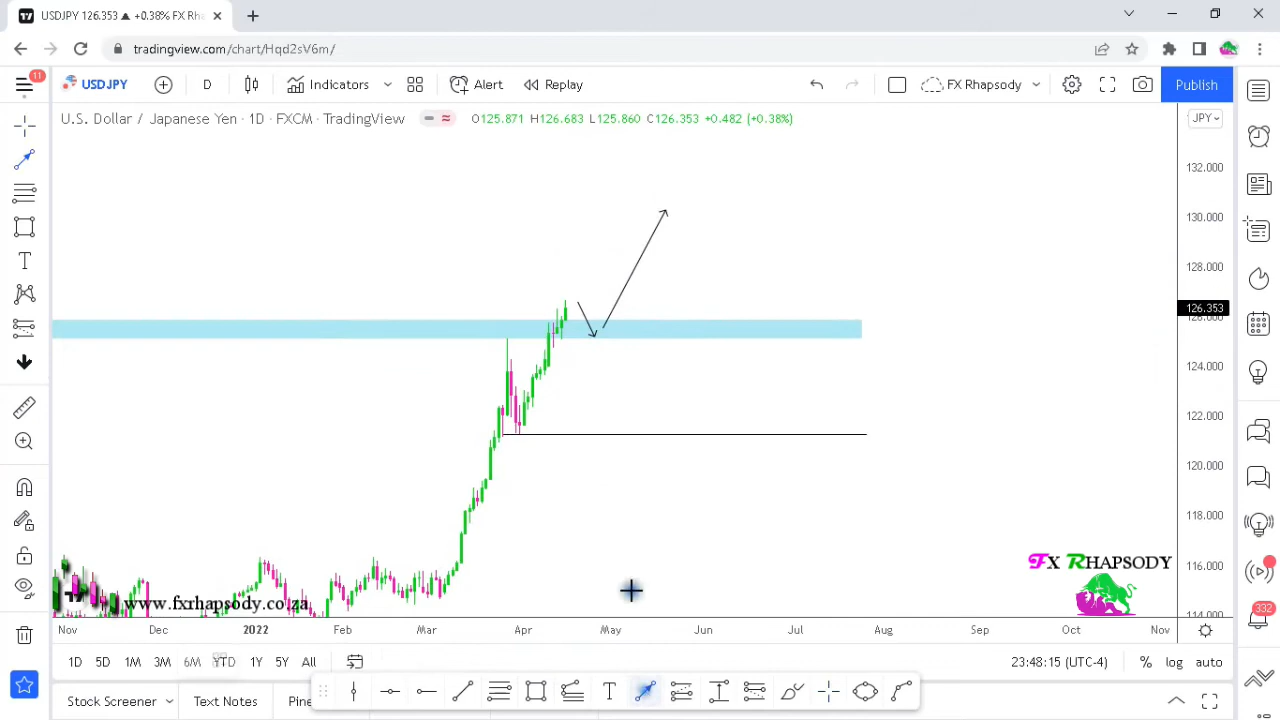 USDJPY 126.353 ▲ +0.38% FX Rh
tradingview.com/chart/Hqd2sV6m/
11
USDJPY
D
Indicators
Alert
Replay
FX Rhapsody
Publish
U.S. Dollar / Japanese Yen · 1D · FXCM · TradingView
O125.871 H126.683 L125.860 C126.353 +0.482 (+0.38%)
JPY
132.000
130.000
128.000
126.353
126.000
124.000
122.000
120.000
118.000
116.000
114.000
FX RHAPSODY
www.fxrhapsody.co.za
Nov Dec 2022 Feb Mar Apr May Jun Jul Aug Sep Oct Nov
1D 5D 1M 3M 6M YTD 1Y 5Y All
23:48:15 (UTC-4)
% log auto
332
Stock Screener
Text Notes
Pine